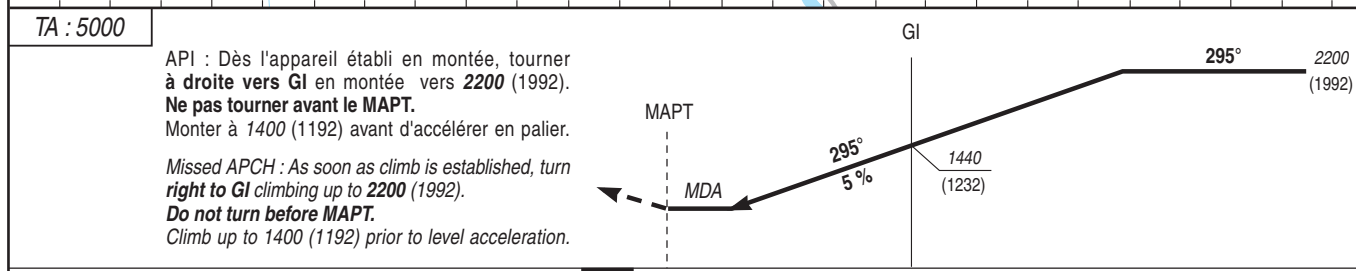 TA : 5000
API : Dès l'appareil établi en montée, tourner
à droite vers GI en montée vers 2200 (1992).
Ne pas tourner avant le MAPT.
Monter à 1400 (1192) avant d'accélérer en palier.
Missed APCH : As soon as climb is established, turn
right to GI climbing up to 2200 (1992).
Do not turn before MAPT.
Climb up to 1400 (1192) prior to level acceleration.
GI
295°
2200
(1992)
MAPT
295°
5 %
1440
(1232)
MDA